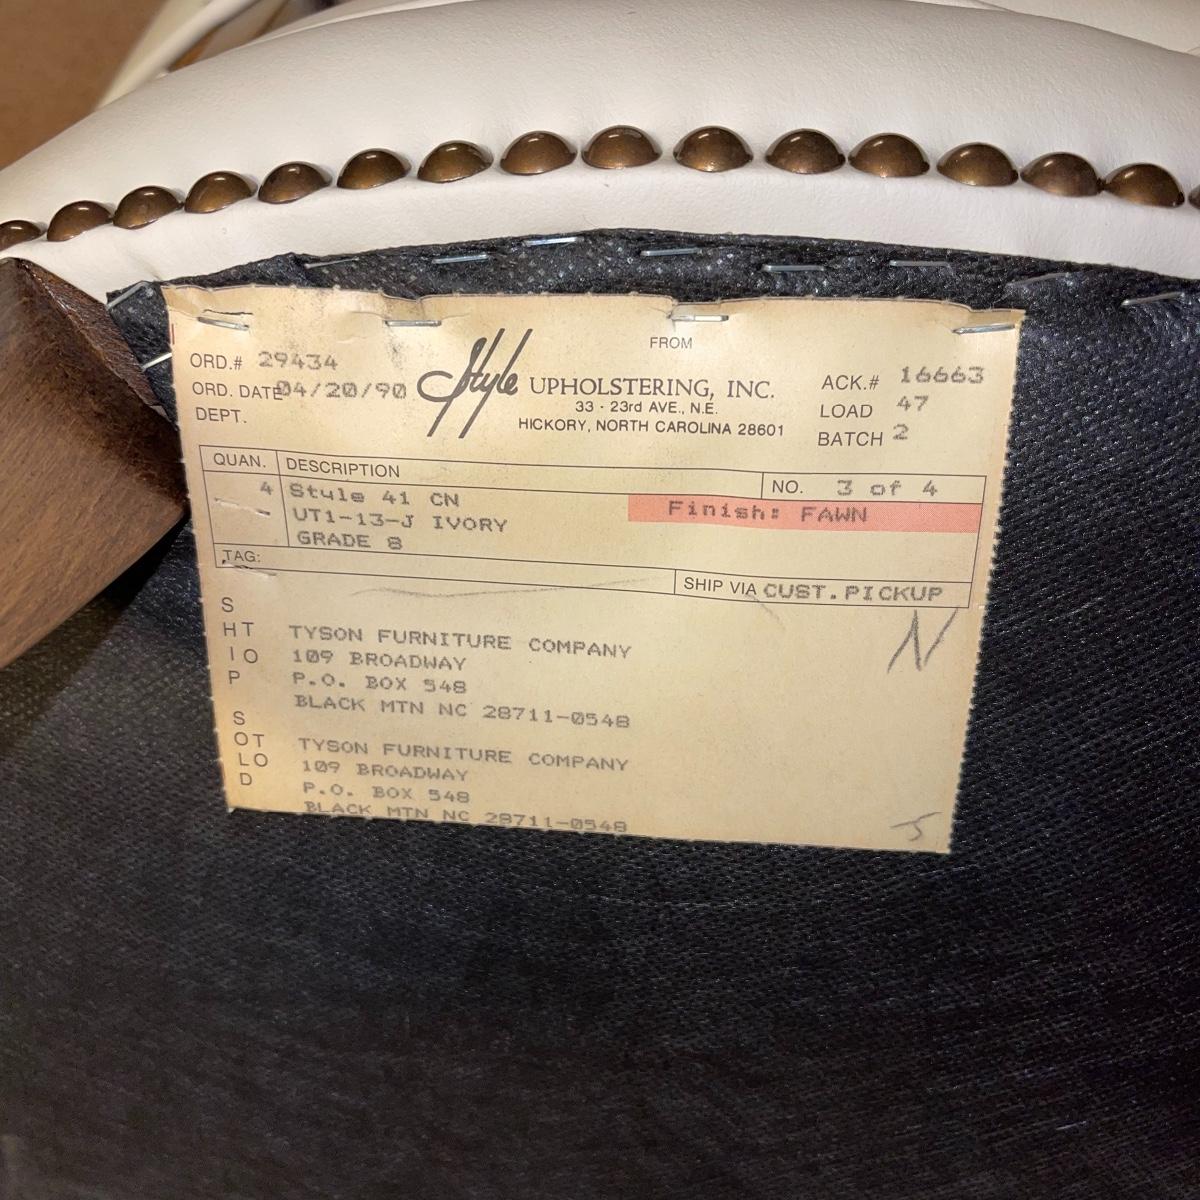 FROM
ORD.# 29434
ORD. DATE 04/20/90
DEPT.
Style UPHOLSTERING, INC.
33 - 23rd AVE., N.E.
HICKORY, NORTH CAROLINA 28601
ACK.# 16663
LOAD 47
BATCH 2
QUAN. DESCRIPTION
NO. 3 of 4
4 Style 41 CN
Finish: FAWN
UT1-13-J IVORY
GRADE 8
TAG:
SHIP VIA CUST.PICKUP
N
SHIP TO
TYSON FURNITURE COMPANY
109 BROADWAY
P.O. BOX 548
BLACK MTN NC 28711-0548
SOLD TO
TYSON FURNITURE COMPANY
109 BROADWAY
P.O. BOX 548
BLACK MTN NC 28711-0548